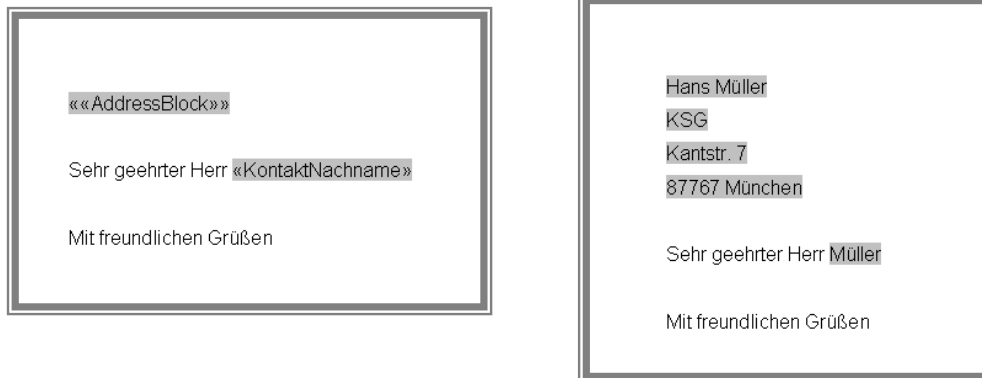 ««AddressBlock»»
Sehr geehrter Herr «KontaktNachname»
Mit freundlichen Grüßen
Hans Müller
KSG
Kantstr. 7
87767 München
Sehr geehrter Herr Müller
Mit freundlichen Grüßen